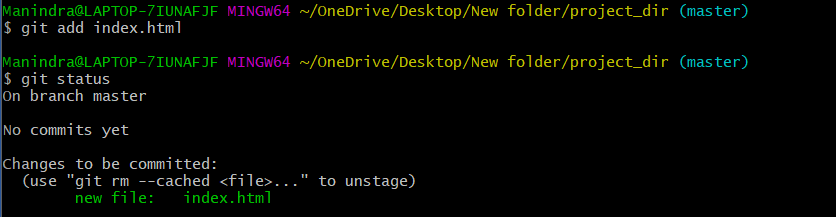 Manindra@LAPTOP-7IUNAFJF MINGW64 ~/OneDrive/Desktop/New folder/project_dir (master)
$ git add index.html
Manindra@LAPTOP-7IUNAFJF MINGW64 ~/OneDrive/Desktop/New folder/project_dir (master)
$ git status
On branch master
No commits yet
Changes to be committed:
  (use "git rm --cached <file>..." to unstage)
        new file:   index.html